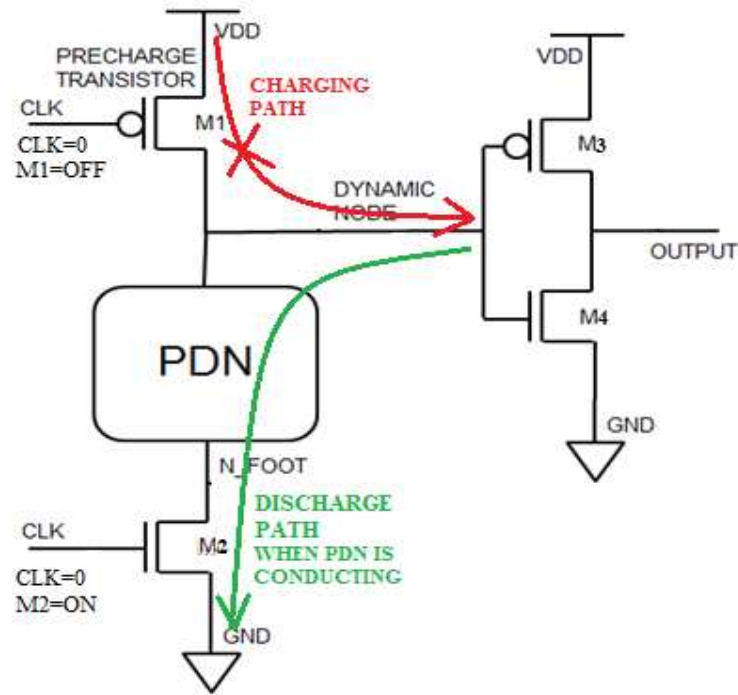 VDD
PRECHARGE
TRANSISTOR
CHARGING
PATH
VDD
CLK
M1
CLK=0
M1=OFF
M3
DYNAMIC
NODE
OUTPUT
M4
PDN
GND
N_FOOT
DISCHARGE
PATH
WHEN PDN IS
CONDUCTING
CLK
M2
CLK=0
M2=ON
GND